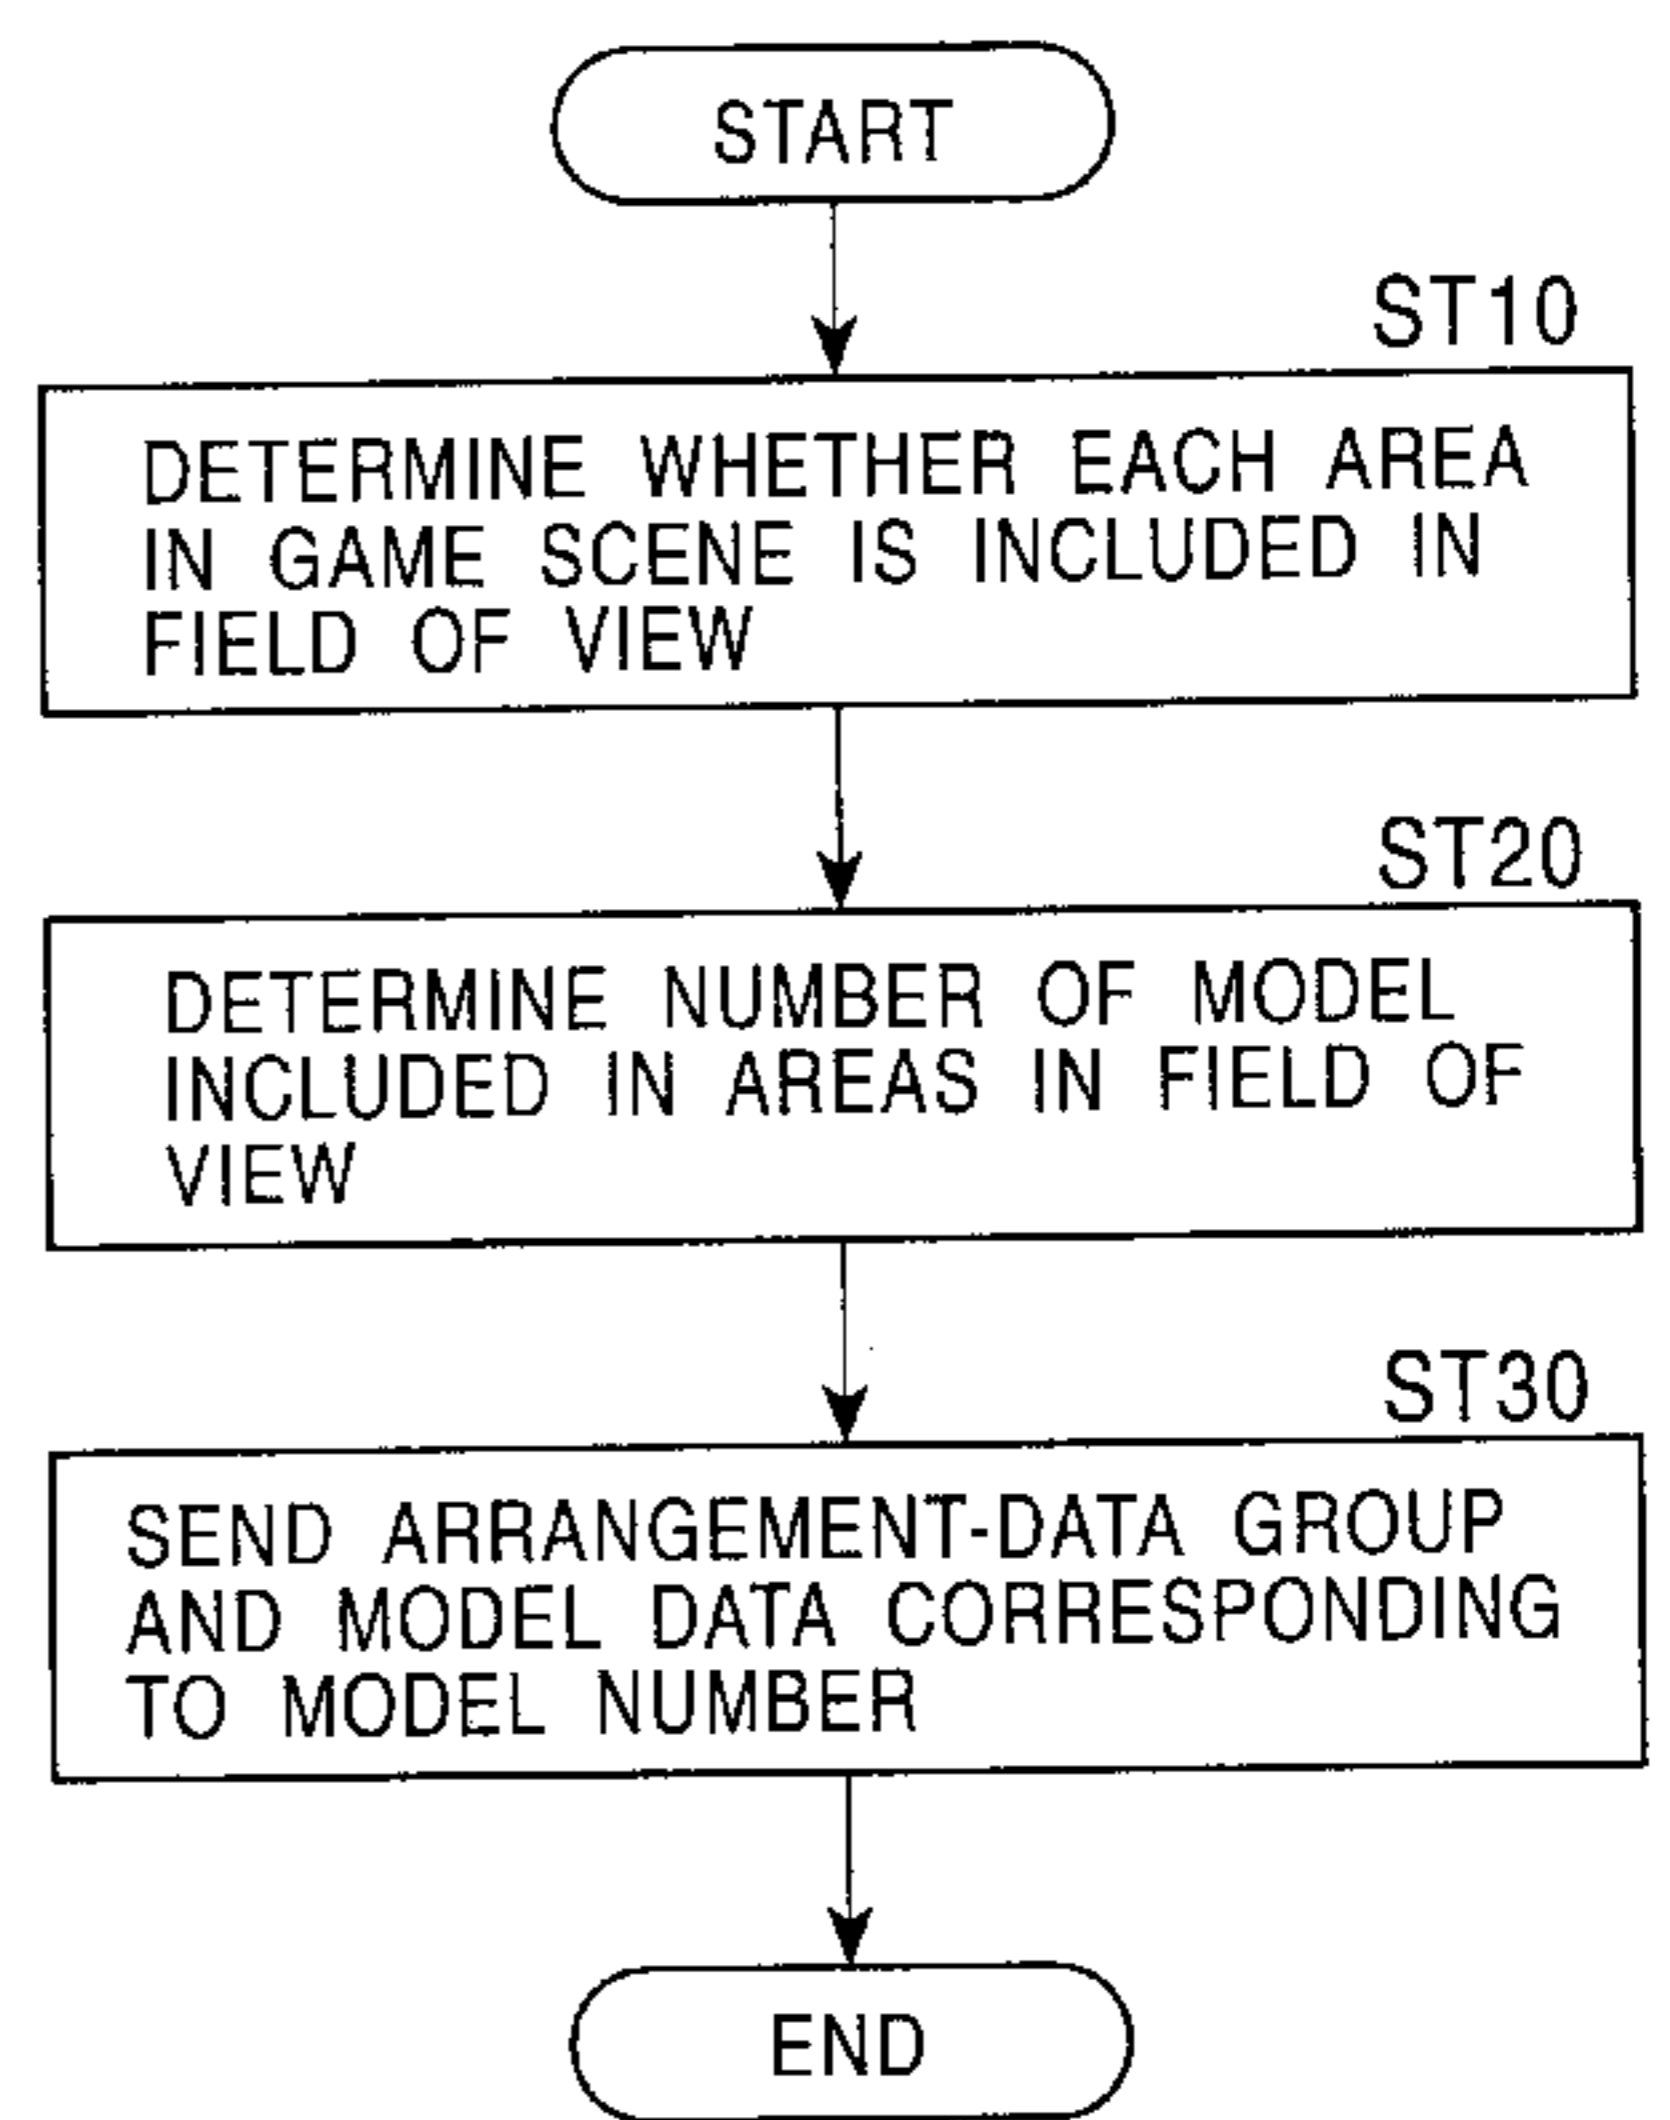 START
ST10
DETERMINE WHETHER EACH AREA
IN GAME SCENE IS INCLUDED IN
FIELD OF VIEW
ST20
DETERMINE NUMBER OF MODEL
INCLUDED IN AREAS IN FIELD OF
VIEW
ST30
SEND ARRANGEMENT-DATA GROUP
AND MODEL DATA CORRESPONDING
TO MODEL NUMBER
END